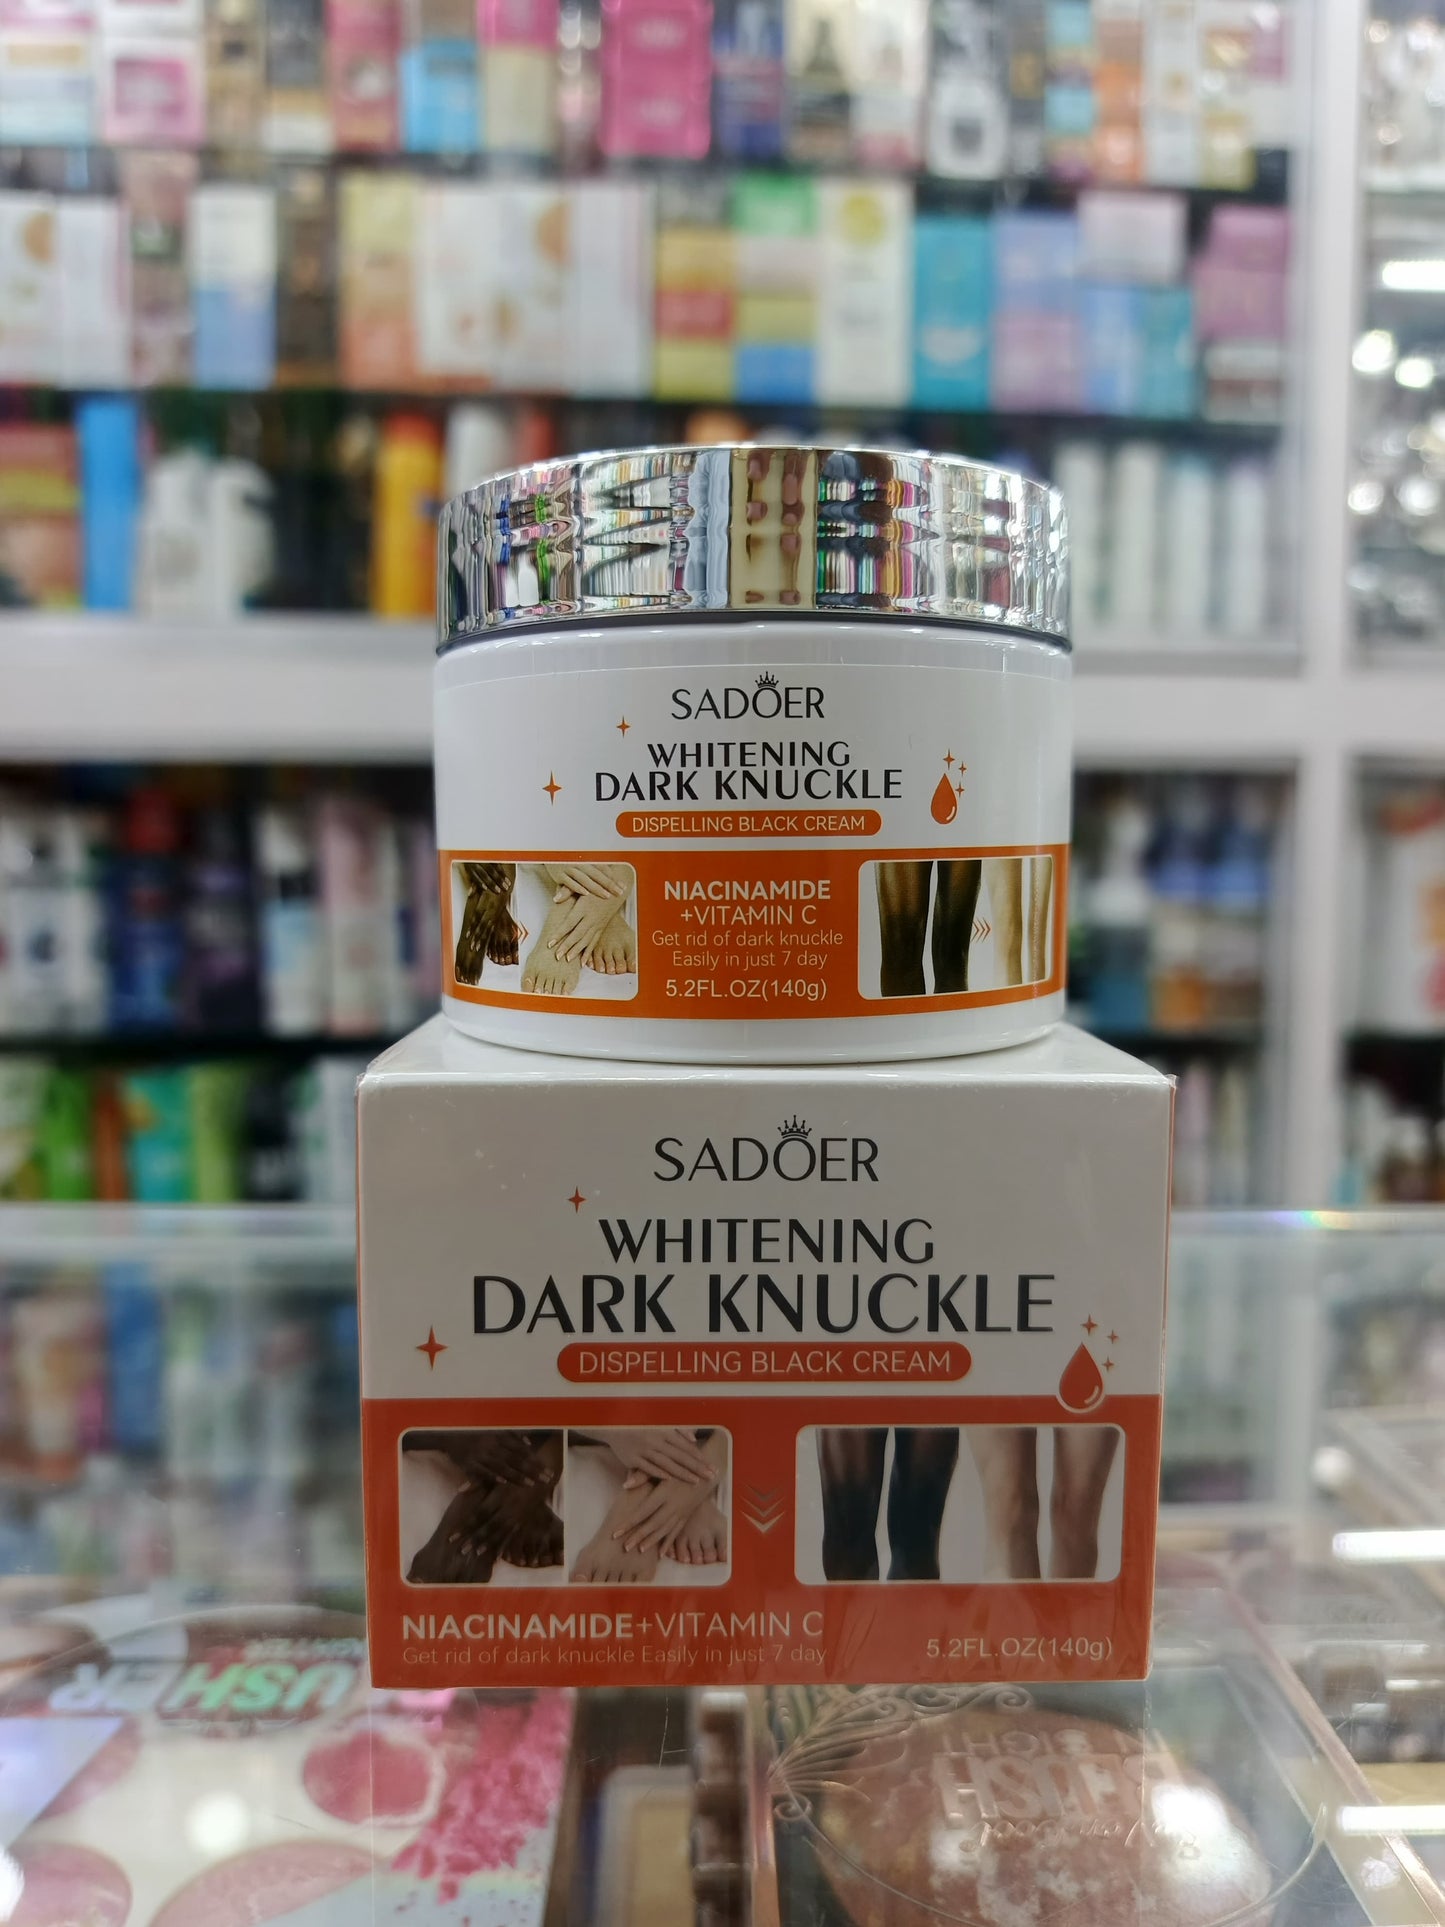 SADOER
WHITENING
DARK KNUCKLE
DISPELLING BLACK CREAM
NIACINAMIDE
+VITAMIN C
Get rid of dark knuckle
Easily in just 7 day
5.2FL.OZ(140g)
SADOER
WHITENING
DARK KNUCKLE
DISPELLING BLACK CREAM
NIACINAMIDE+VITAMIN C
Get rid of dark knuckle Easily in just 7 day
5.2FL.OZ(140g)